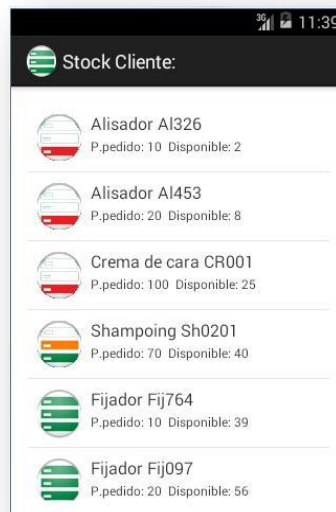 3G 11:39
Stock Cliente:
Alisador Al326
P.pedido: 10 Disponible: 2
Alisador Al453
P.pedido: 20 Disponible: 8
Crema de cara CR001
P.pedido: 100 Disponible: 25
Shampoing Sh0201
P.pedido: 70 Disponible: 40
Fijador Fij764
P.pedido: 10 Disponible: 39
Fijador Fij097
P.pedido: 20 Disponible: 56